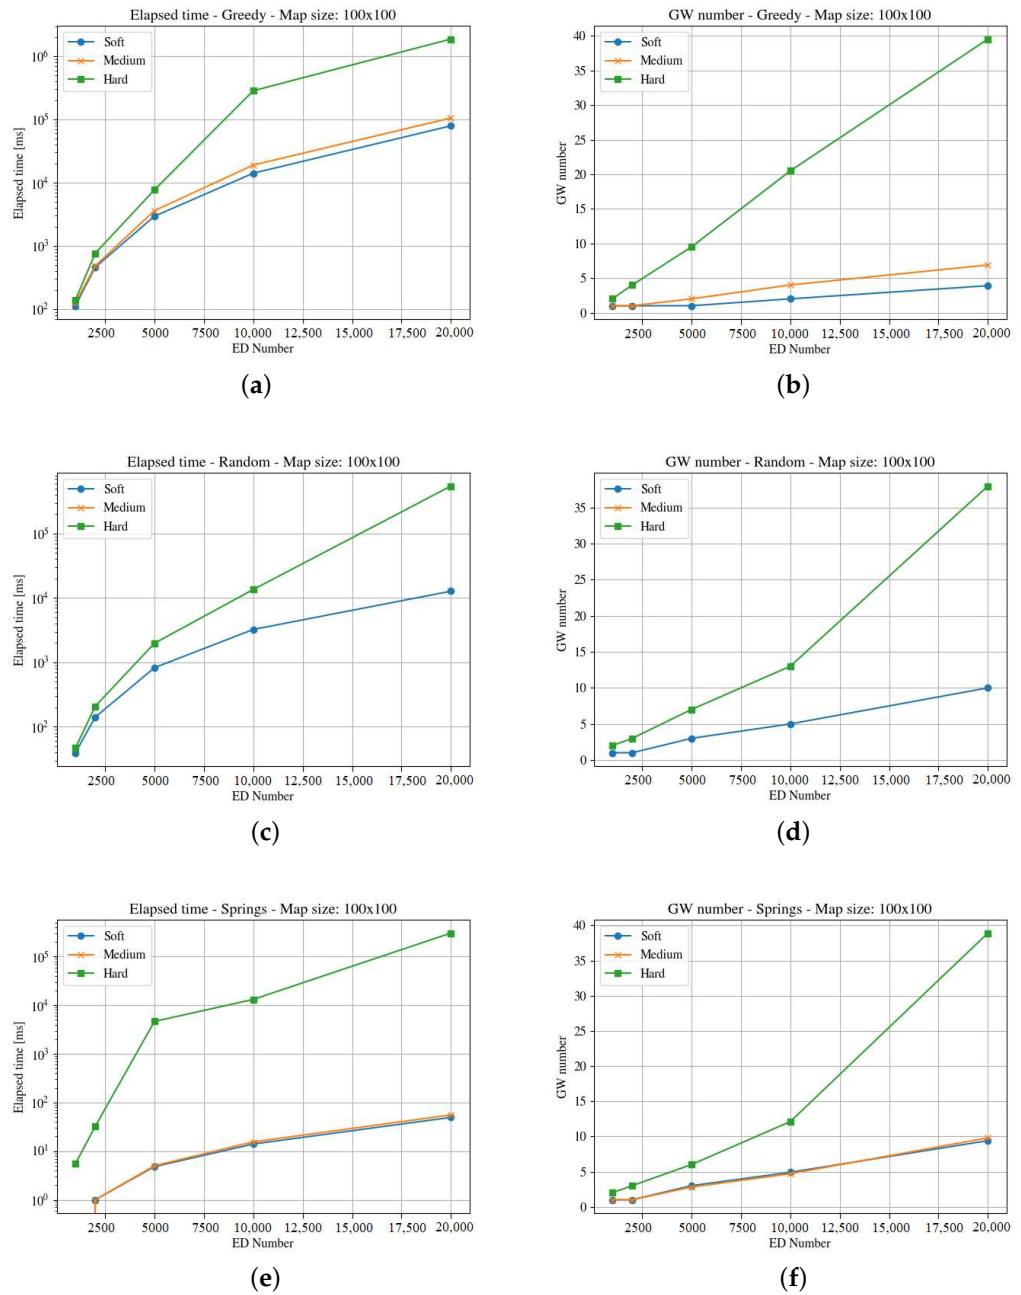 Elapsed time - Greedy - Map size: 100x100
Soft
Medium
Hard
10^6
10^5
10^4
10^3
10^2
Elapsed time [ms]
2500 5000 7500 10,000 12,500 15,000 17,500 20,000
ED Number
(a)
GW number - Greedy - Map size: 100x100
Soft
Medium
Hard
40
35
30
25
20
15
10
5
0
GW number
2500 5000 7500 10,000 12,500 15,000 17,500 20,000
ED Number
(b)
Elapsed time - Random - Map size: 100x100
Soft
Medium
Hard
10^5
10^4
10^3
10^2
Elapsed time [ms]
2500 5000 7500 10,000 12,500 15,000 17,500 20,000
ED Number
(c)
GW number - Random - Map size: 100x100
Soft
Medium
Hard
35
30
25
20
15
10
5
0
GW number
2500 5000 7500 10,000 12,500 15,000 17,500 20,000
ED Number
(d)
Elapsed time - Springs - Map size: 100x100
Soft
Medium
Hard
10^5
10^4
10^3
10^2
10^1
10^0
Elapsed time [ms]
2500 5000 7500 10,000 12,500 15,000 17,500 20,000
ED Number
(e)
GW number - Springs - Map size: 100x100
Soft
Medium
Hard
40
35
30
25
20
15
10
5
0
GW number
2500 5000 7500 10,000 12,500 15,000 17,500 20,000
ED Number
(f)